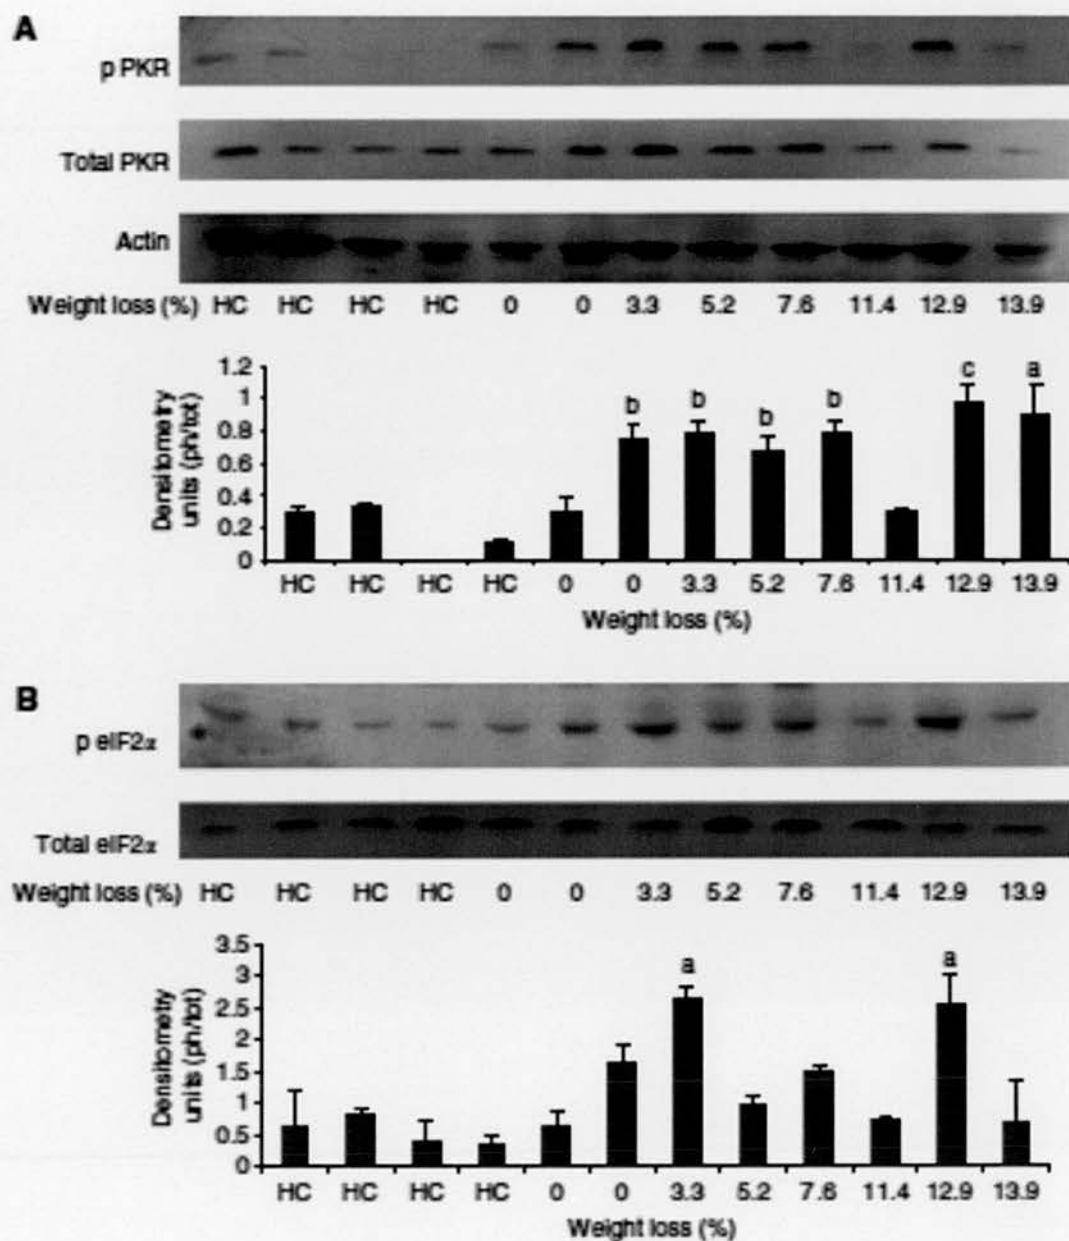 A
p PKR
Total PKR
Actin
Weight loss (%) HC HC HC HC 0 0 3.3 5.2 7.6 11.4 12.9 13.9
Densitometry
units (ph/tot)
1.2
1
0.8
0.6
0.4
0.2
0
b b b b c a
HC HC HC HC 0 0 3.3 5.2 7.6 11.4 12.9 13.9
Weight loss (%)
B
p eIF2α
Total eIF2α
Weight loss (%) HC HC HC HC 0 0 3.3 5.2 7.6 11.4 12.9 13.9
Densitometry
units (ph/tot)
3.5
3
2.5
2
1.5
1
0.5
0
a a
HC HC HC HC 0 0 3.3 5.2 7.6 11.4 12.9 13.9
Weight loss (%)